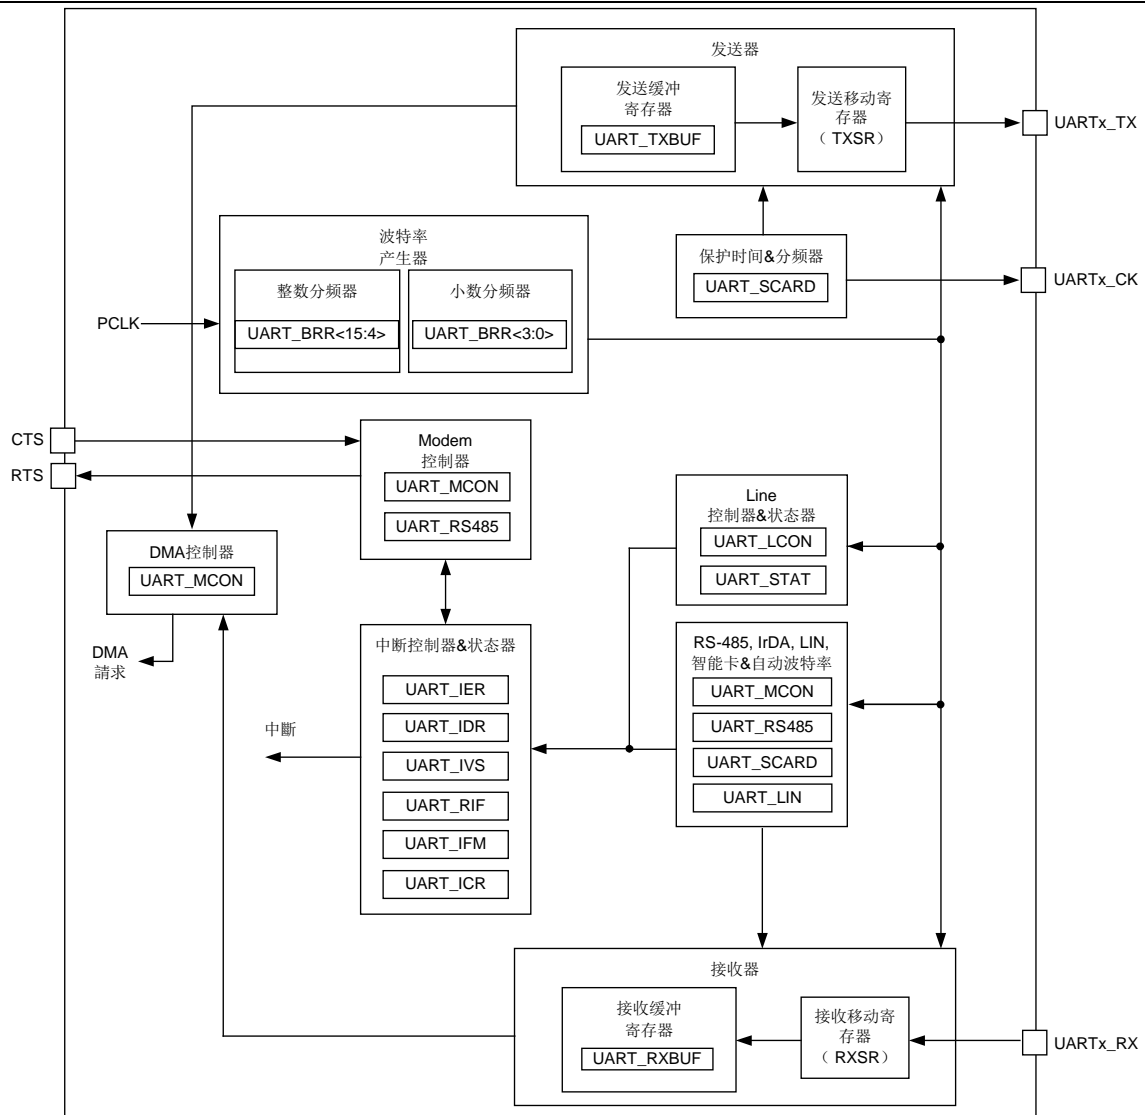 发送器
发送缓冲
寄存器
UART_TXBUF
发送移动寄
存器
（ TXSR）
UARTx_TX
波特率
产生器
整数分频器
UART_BRR<15:4>
小数分频器
UART_BRR<3:0>
PCLK
保护时间&分频器
UART_SCARD
UARTx_CK
CTS
RTS
Modem
控制器
UART_MCON
UART_RS485
Line
控制器&状态器
UART_LCON
UART_STAT
DMA控制器
UART_MCON
DMA
請求
中断控制器&状态器
UART_IER
UART_IDR
UART_IVS
UART_RIF
UART_IFM
UART_ICR
中斷
RS-485, IrDA, LIN,
智能卡&自动波特率
UART_MCON
UART_RS485
UART_SCARD
UART_LIN
接收器
接收缓冲
寄存器
UART_RXBUF
接收移动寄
存器
（ RXSR）
UARTx_RX